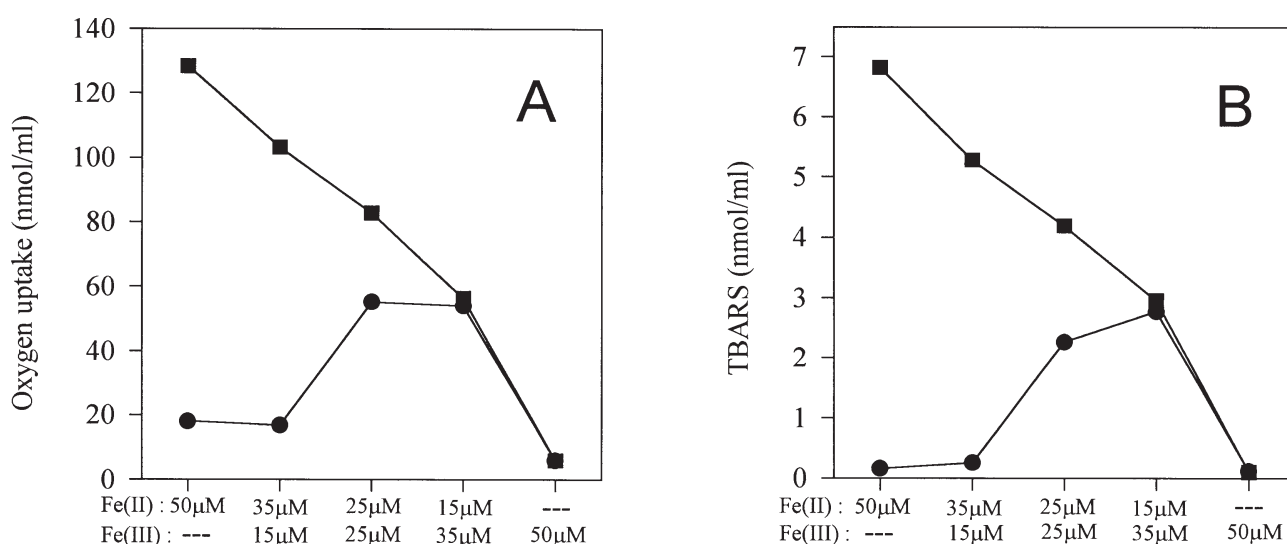 A
Oxygen uptake (nmol/ml)
140
120
100
80
60
40
20
0
Fe(II) : 50µM 35µM 25µM 15µM ---
Fe(III) : --- 15µM 25µM 35µM 50µM
B
TBARS (nmol/ml)
7
6
5
4
3
2
1
0
Fe(II) : 50µM 35µM 25µM 15µM ---
Fe(III) : --- 15µM 25µM 35µM 50µM